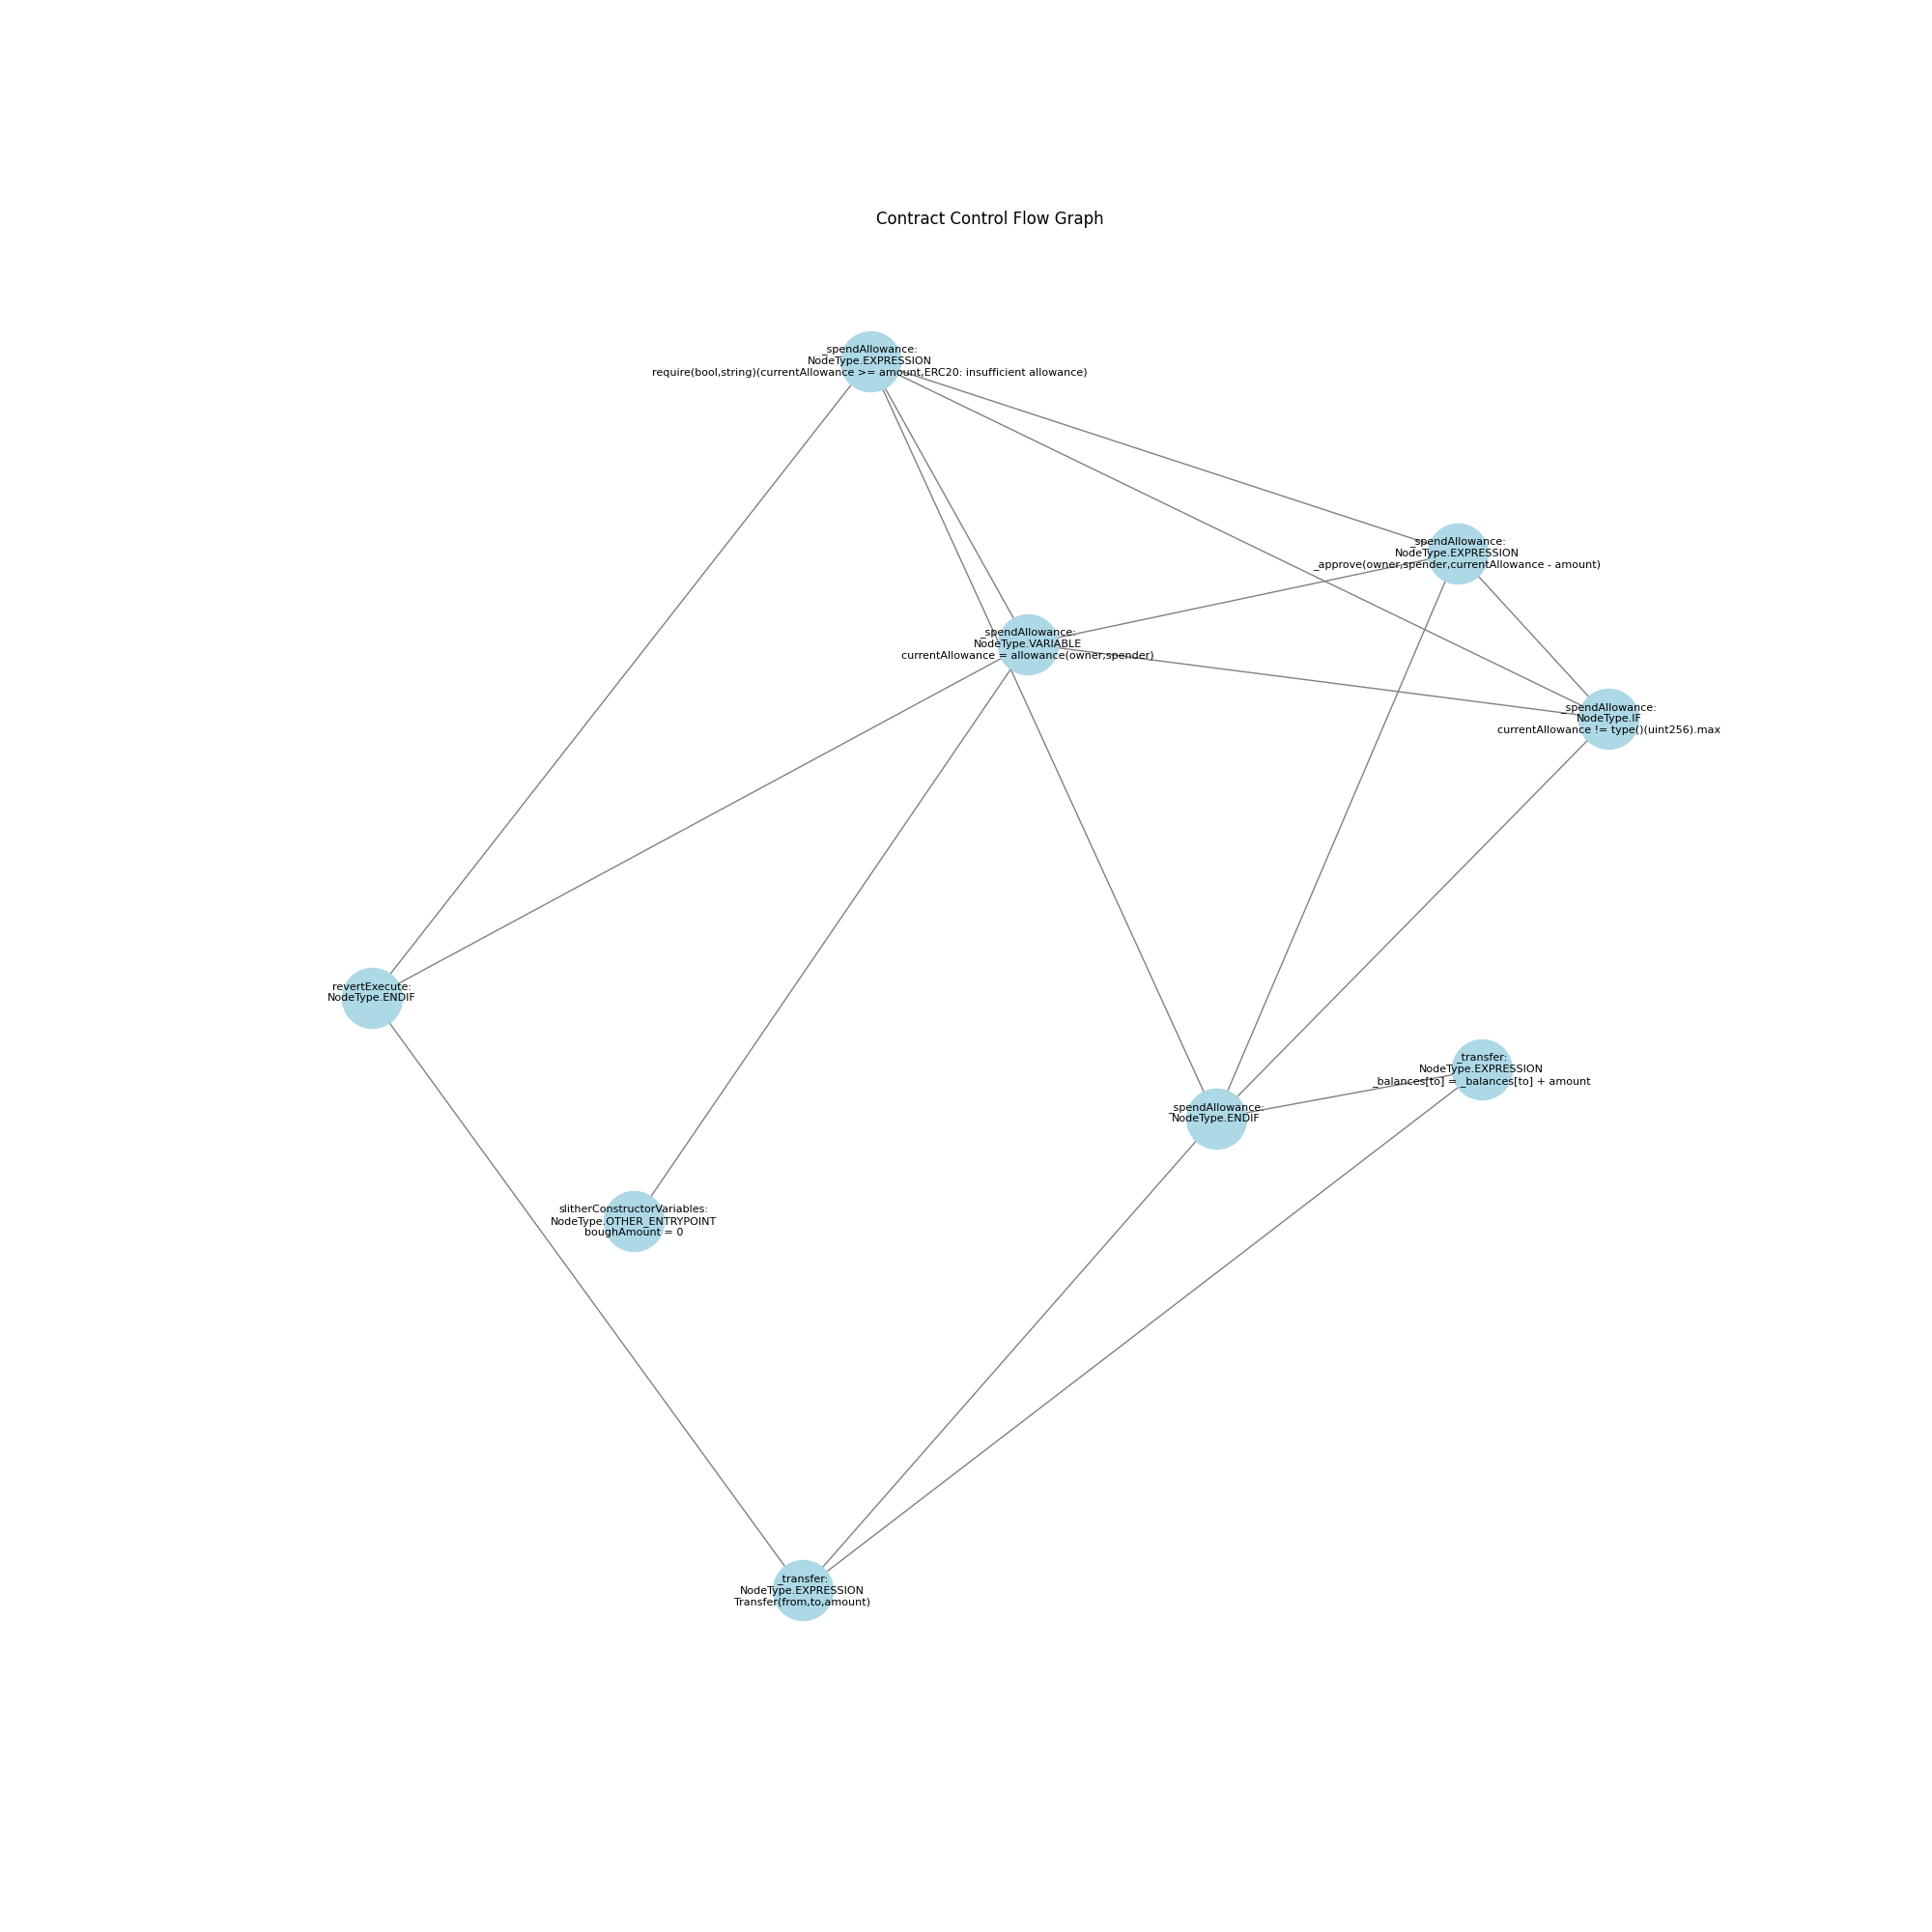 Contract Control Flow Graph
_spendAllowance:
NodeType.EXPRESSION
require(bool,string)(currentAllowance >= amount,ERC20: insufficient allowance)
_spendAllowance:
NodeType.EXPRESSION
_approve(owner,spender,currentAllowance - amount)
_spendAllowance:
NodeType.VARIABLE
currentAllowance = allowance(owner,spender)
_spendAllowance:
NodeType.IF
currentAllowance != type()(uint256).max
revertExecute:
NodeType.ENDIF
_transfer:
NodeType.EXPRESSION
_balances[to] = _balances[to] + amount
_spendAllowance:
NodeType.ENDIF
slitherConstructorVariables:
NodeType.OTHER_ENTRYPOINT
boughAmount = 0
_transfer:
NodeType.EXPRESSION
Transfer(from,to,amount)